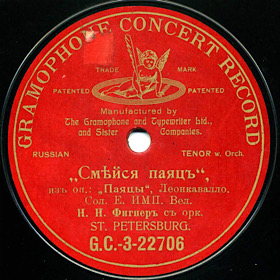 GRAMOPHONE CONCERT RECORD
TRADE MARK
PATENTED PATENTED
Manufactured by
The Gramophone and Typewriter Ltd.,
and Sister Companies.
RUSSIAN TENOR w. Orch.
„Смѣйся паяцъ“,
изъ оп.: „Паяцы“, Леонкавалло.
Сол. Е. ИМП. Вел.
Н. Н. Фигнеръ съ орк.
ST. PETERSBURG.
G.C.-3-22706